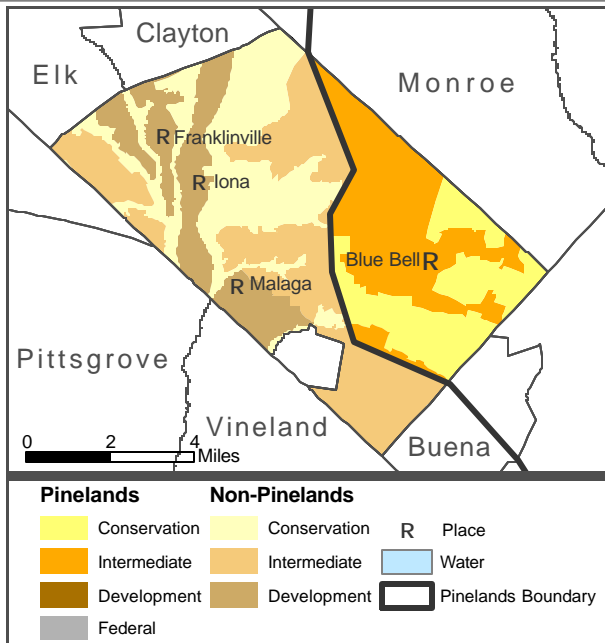 Clayton
Elk
Monroe
R Franklinville
R Iona
Blue Bell R
R Malaga
Pittsgrove
Vineland
Buena
0 2 4
Miles
Pinelands Non-Pinelands
Conservation Conservation R Place
Intermediate Intermediate Water
Development Development Pinelands Boundary
Federal